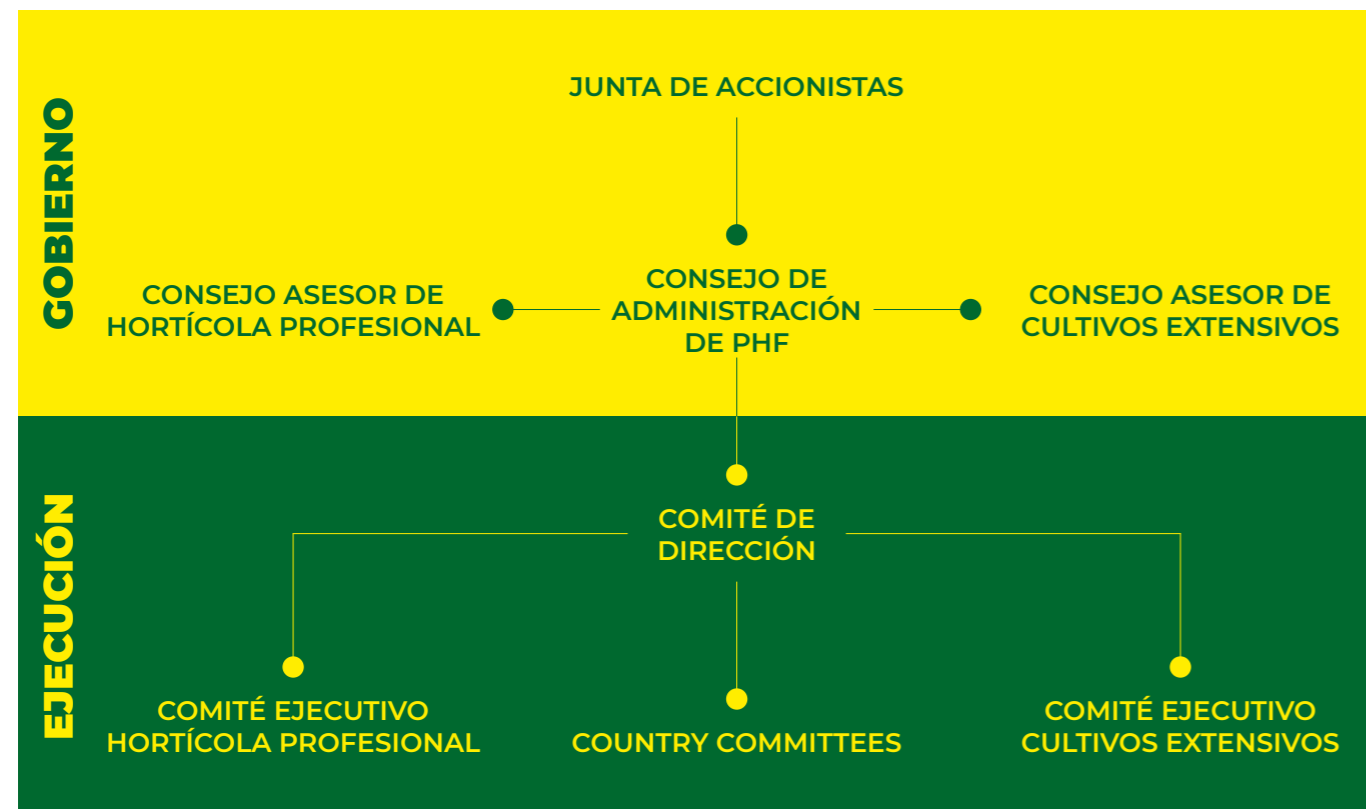 GOBIERNO
JUNTA DE ACCIONISTAS
CONSEJO ASESOR DE
HORTÍCOLA PROFESIONAL
CONSEJO DE
ADMINISTRACIÓN
DE PHF
CONSEJO ASESOR DE
CULTIVOS EXTENSIVOS
EJECUCIÓN
COMITÉ DE
DIRECCIÓN
COMITÉ EJECUTIVO
HORTÍCOLA PROFESIONAL
COUNTRY COMMITTEES
COMITÉ EJECUTIVO
CULTIVOS EXTENSIVOS